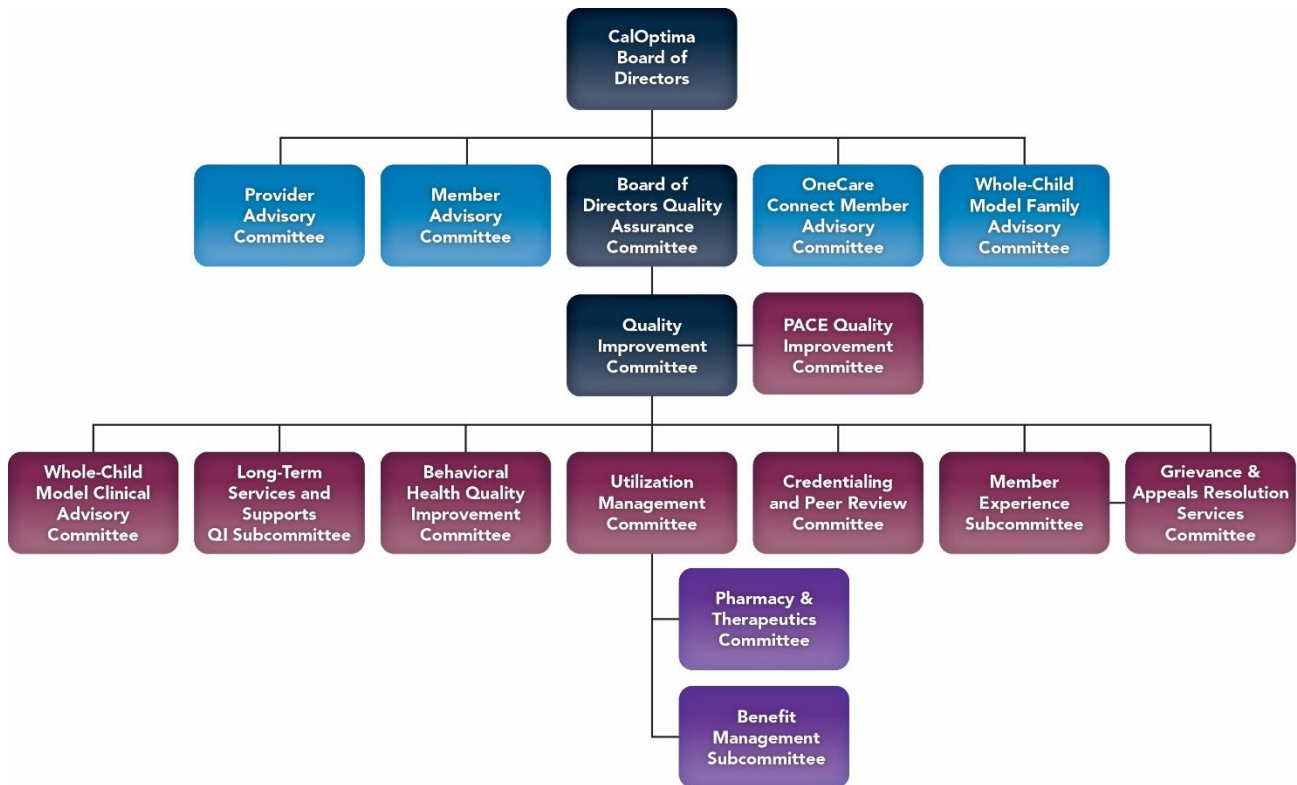 CalOptima
Board of
Directors
Provider
Advisory
Committee
Member
Advisory
Committee
Board of
Directors Quality
Assurance
Committee
OneCare
Connect Member
Advisory
Committee
Whole-Child
Model Family
Advisory
Committee
Quality
Improvement
Committee
PACE Quality
Improvement
Committee
Whole-Child
Model Clinical
Advisory
Committee
Long-Term
Services and
Supports
QI Subcommittee
Behavioral
Health Quality
Improvement
Committee
Utilization
Management
Committee
Credentialing
and Peer Review
Committee
Member
Experience
Subcommittee
Grievance &
Appeals Resolution
Services
Committee
Pharmacy &
Therapeutics
Committee
Benefit
Management
Subcommittee